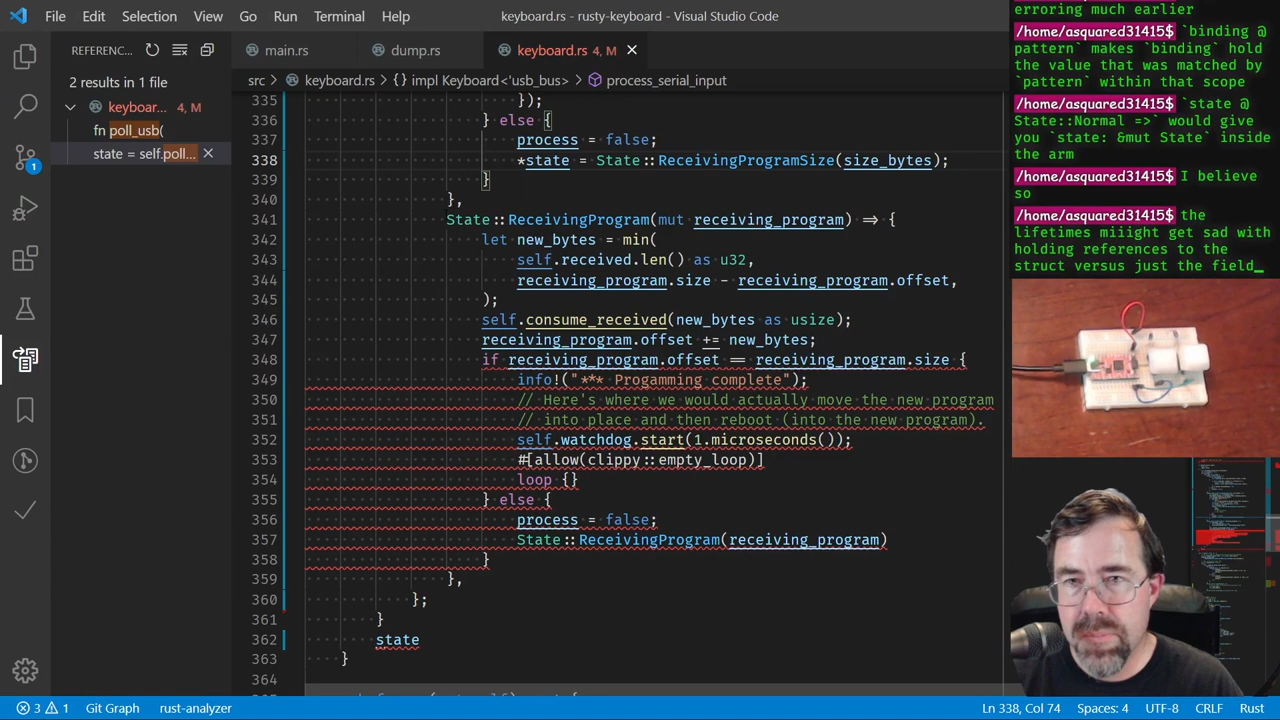 File Edit Selection View Go Run Terminal Help
keyboard.rs - rusty-keyboard - Visual Studio Code
REFERENC...
main.rs
dump.rs
keyboard.rs 4, M
2 results in 1 file
keyboar... 4, M
fn poll_usb(
state = self.poll...
1
src > keyboard.rs > {} impl Keyboard<'usb_bus> > process_serial_input
335 });
336 } else {
337 process = false;
338 *state = State::ReceivingProgramSize(size_bytes);
339 }
340 },
341 State::ReceivingProgram(mut receiving_program) => {
342 let new_bytes = min(
343 self.received.len() as u32,
344 receiving_program.size - receiving_program.offset,
345 );
346 self.consume_received(new_bytes as usize);
347 receiving_program.offset += new_bytes;
348 if receiving_program.offset == receiving_program.size {
349 info!("*** Progamming complete");
350 // Here's where we would actually move the new program
351 // into place and then reboot (into the new program).
352 self.watchdog.start(1.microseconds());
353 #[allow(clippy::empty_loop)]
354 loop {}
355 } else {
356 process = false;
357 State::ReceivingProgram(receiving_program)
358 }
359 },
360 };
361 }
362 state
363 }
364
erroring much earlier
/home/asquared31415$ `binding @
pattern` makes `binding` hold
the value that was matched by
`pattern` within that scope
/home/asquared31415$ `state @
State::Normal =>` would give
you `state: &mut State` inside
the arm
/home/asquared31415$ I believe
so
/home/asquared31415$ the
lifetimes miiight get sad with
holding references to the
struct versus just the field_
3 1 Git Graph rust-analyzer
Ln 338, Col 74 Spaces: 4 UTF-8 CRLF Rust